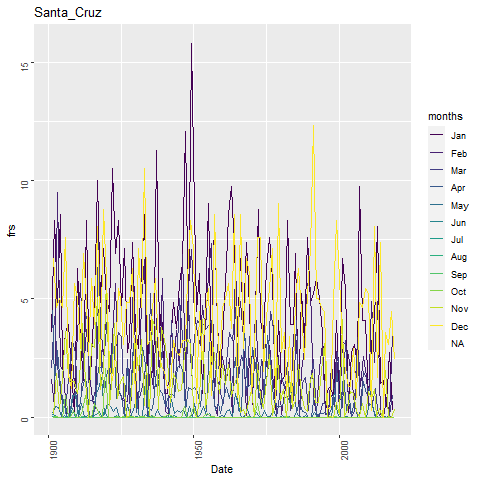 Santa_Cruz
15
10
5
0
frs
1900
1950
2000
Date
months
Jan
Feb
Mar
Apr
May
Jun
Jul
Aug
Sep
Oct
Nov
Dec
NA